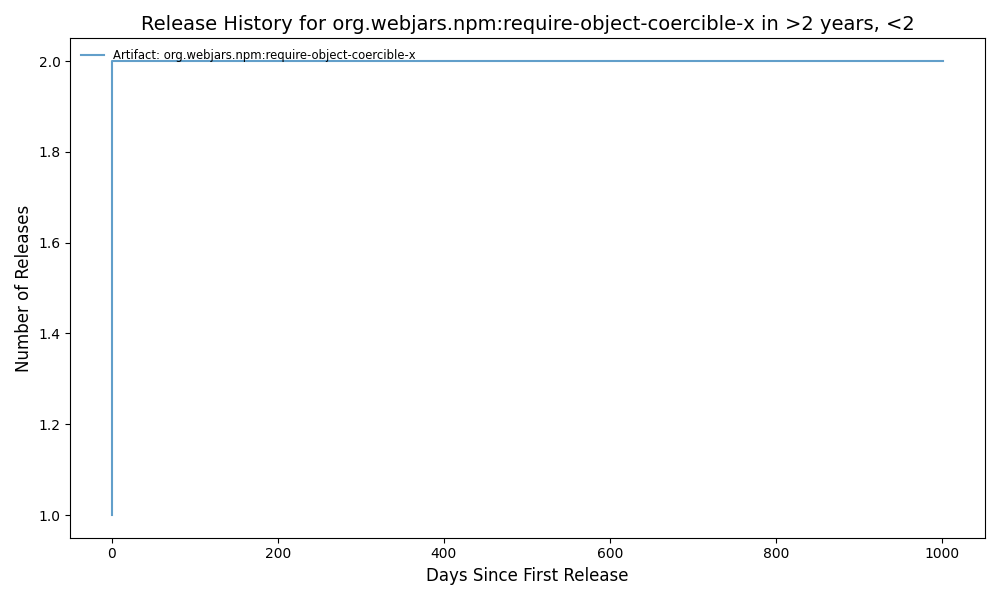 Release History for org.webjars.npm:require-object-coercible-x in >2 years, <2
Artifact: org.webjars.npm:require-object-coercible-x
Number of Releases
2.0
1.8
1.6
1.4
1.2
1.0
0 200 400 600 800 1000
Days Since First Release